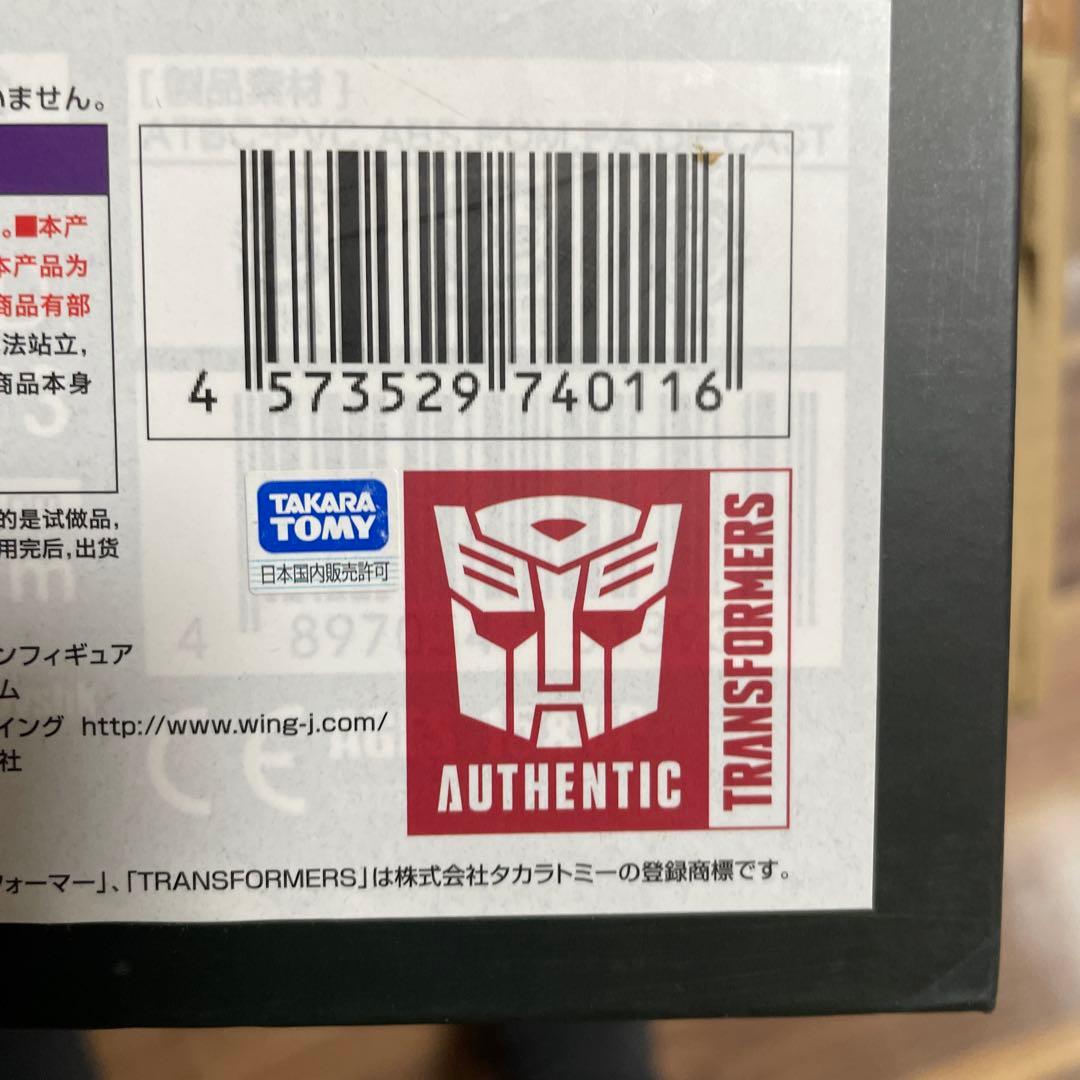 いません。
[製品素材]
。■本产
本产品为
商品有部
法站立,
商品本身
4 573529 740116
的是试做品,
用完后,出货
TAKARA
TOMY
日本国内販売許可
AUTHENTIC
TRANSFORMERS
ンフィギュア
ム
イング http://www.wing-j.com/
社
ォーマー」、「TRANSFORMERS」は株式会社タカラトミーの登録商標です。